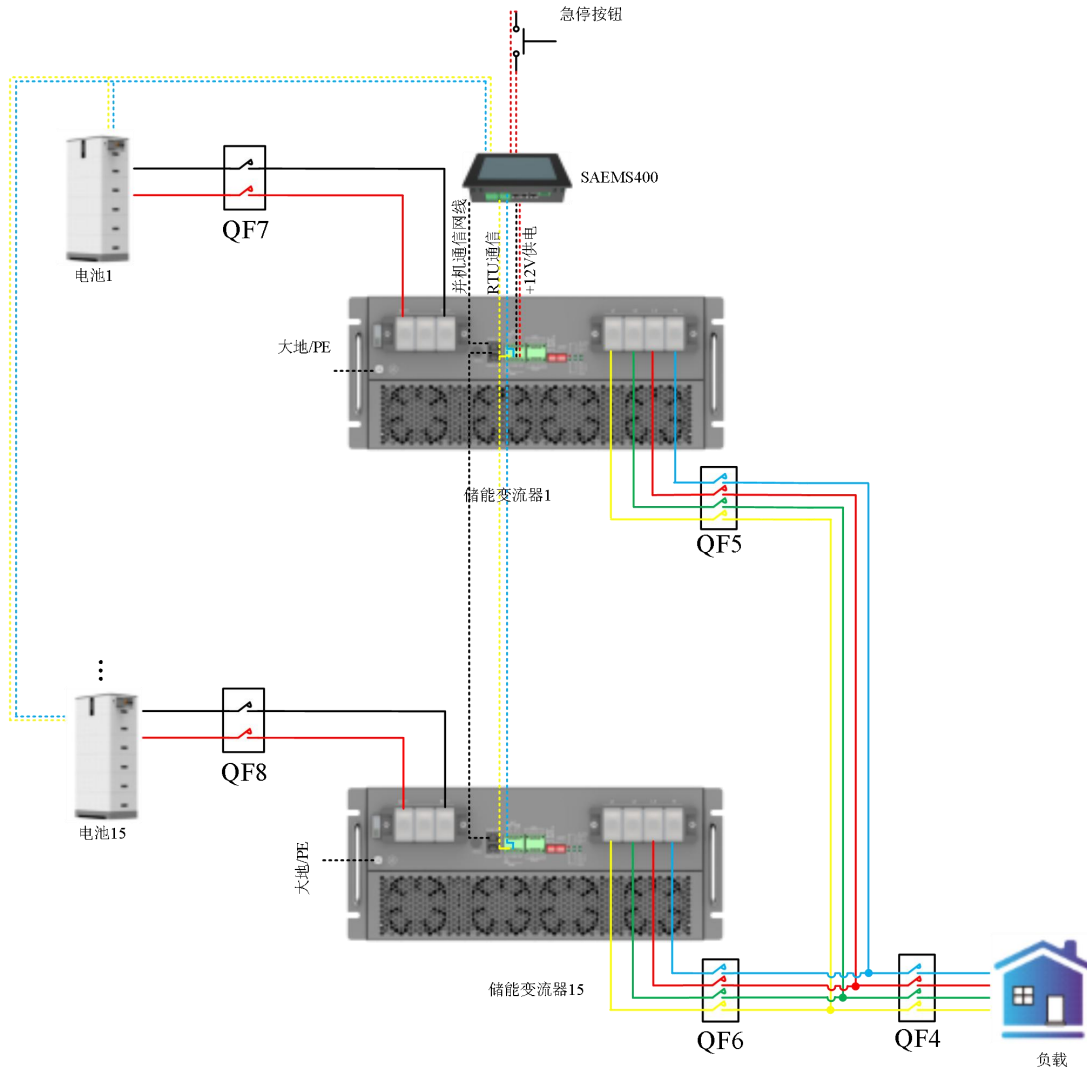 急停按钮
SAEMS400
QF7
电池1
并机通信网线
RTU通信
+12V供电
大地/PE
储能变流器1
QF5
QF8
电池15
大地/PE
储能变流器15
QF6
QF4
负载